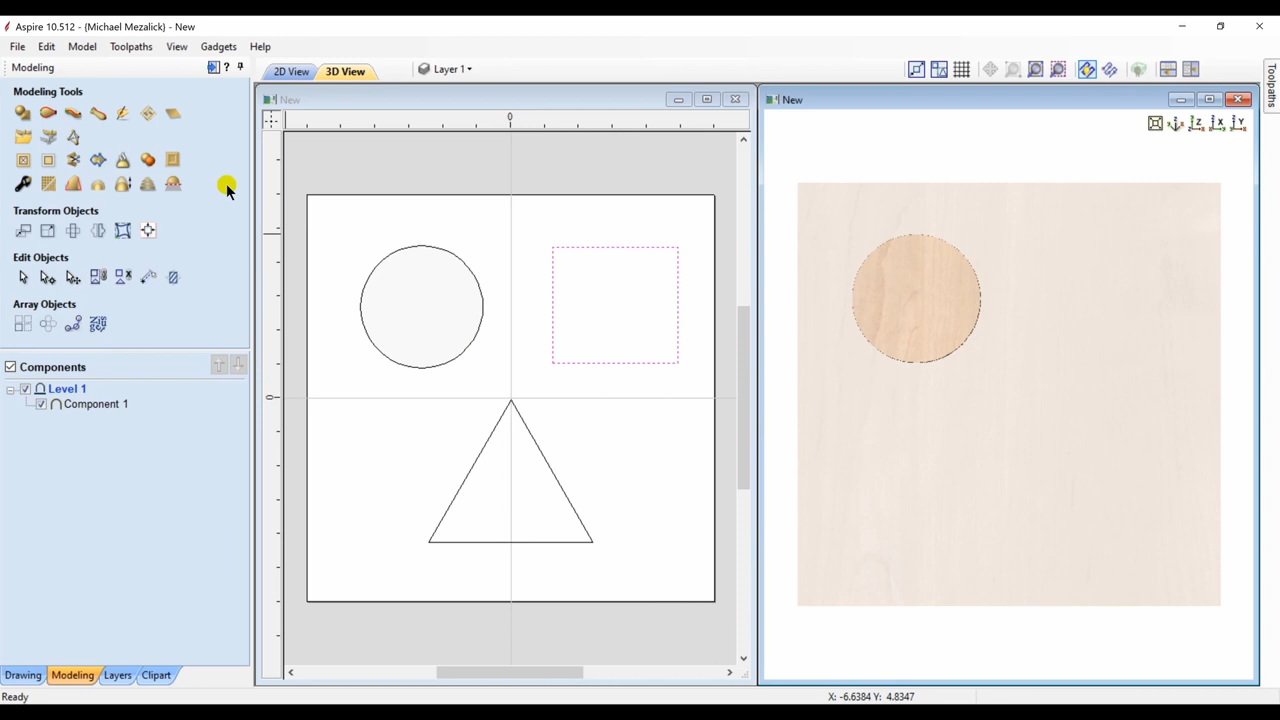 Aspire 10.512 - {Michael Mezalick} - New
File Edit Model Toolpaths View Gadgets Help
Modeling
2D View 3D View Layer 1
Toolpaths
Modeling Tools
New
New
0
Z X Y
Transform Objects
Edit Objects
Array Objects
Components
Level 1
Component 1
0
Drawing Modeling Layers Clipart
Ready
X: -6.6384 Y: 4.8347